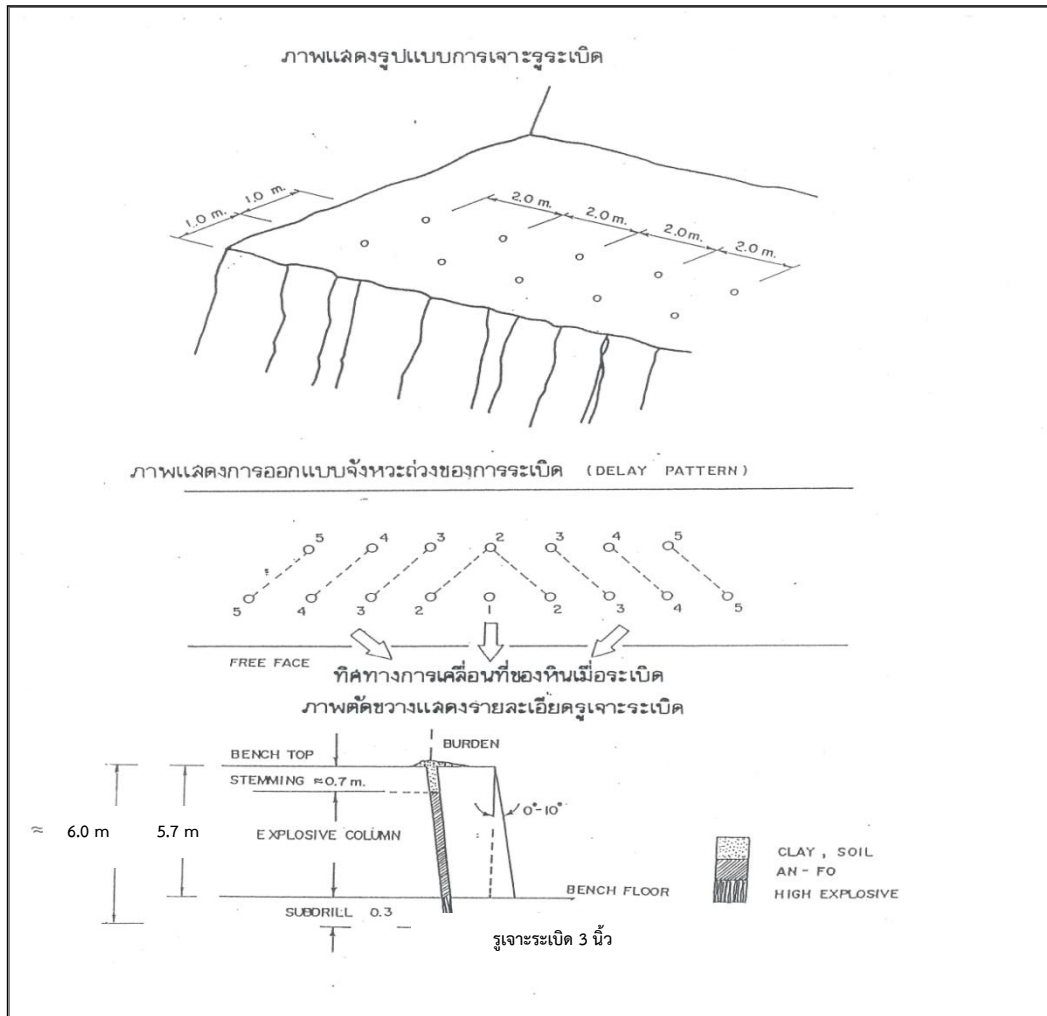 ภาพแสดงรูปแบบการเจาะรูระเบิด
1.0 m. 1.0 m.
2.0 m. 2.0 m. 2.0 m. 2.0 m.
ภาพแสดงการออกแบบจังหวะถ่วงของการระเบิด (DELAY PATTERN)
5 4 3 2 3 4 5
5 4 3 2 1 2 3 4 5
FREE FACE
ทิศทางการเคลื่อนที่ของหินเมื่อระเบิด
ภาพตัดขวางแสดงรายละเอียดรูเจาะระเบิด
BURDEN
BENCH TOP
STEMMING ≈0.7 m.
0°-10°
≈ 6.0 m 5.7 m EXPLOSIVE COLUMN
CLAY, SOIL
AN-FO
BENCH FLOOR
HIGH EXPLOSIVE
SUBDRILL 0.3
รูเจาะระเบิด 3 นิ้ว